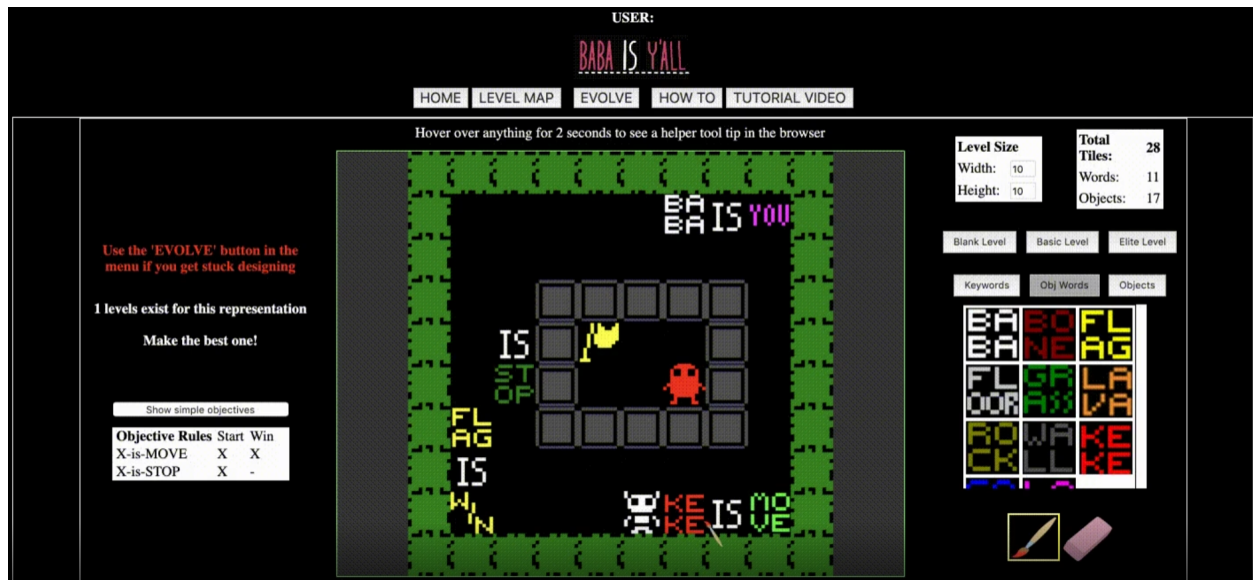 USER:
BABA IS Y'ALL
HOME LEVEL MAP EVOLVE HOW TO TUTORIAL VIDEO
Hover over anything for 2 seconds to see a helper tool tip in the browser
Use the 'EVOLVE' button in the
menu if you get stuck designing
1 levels exist for this representation
Make the best one!
Show simple objectives
Objective Rules Start Win
X-is-MOVE X X
X-is-STOP X -
BA
BA IS YOU
IS
ST
OP
FL
AG
IS
WIN
KE
KE IS MO
VE
Level Size
Width: 10
Height: 10
Total
Tiles: 28
Words: 11
Objects: 17
Blank Level Basic Level Elite Level
Keywords Obj Words Objects
BA BO FL
BA NE AG
FL GR LA
OOR ASS VA
RO WA KE
CK LL KE